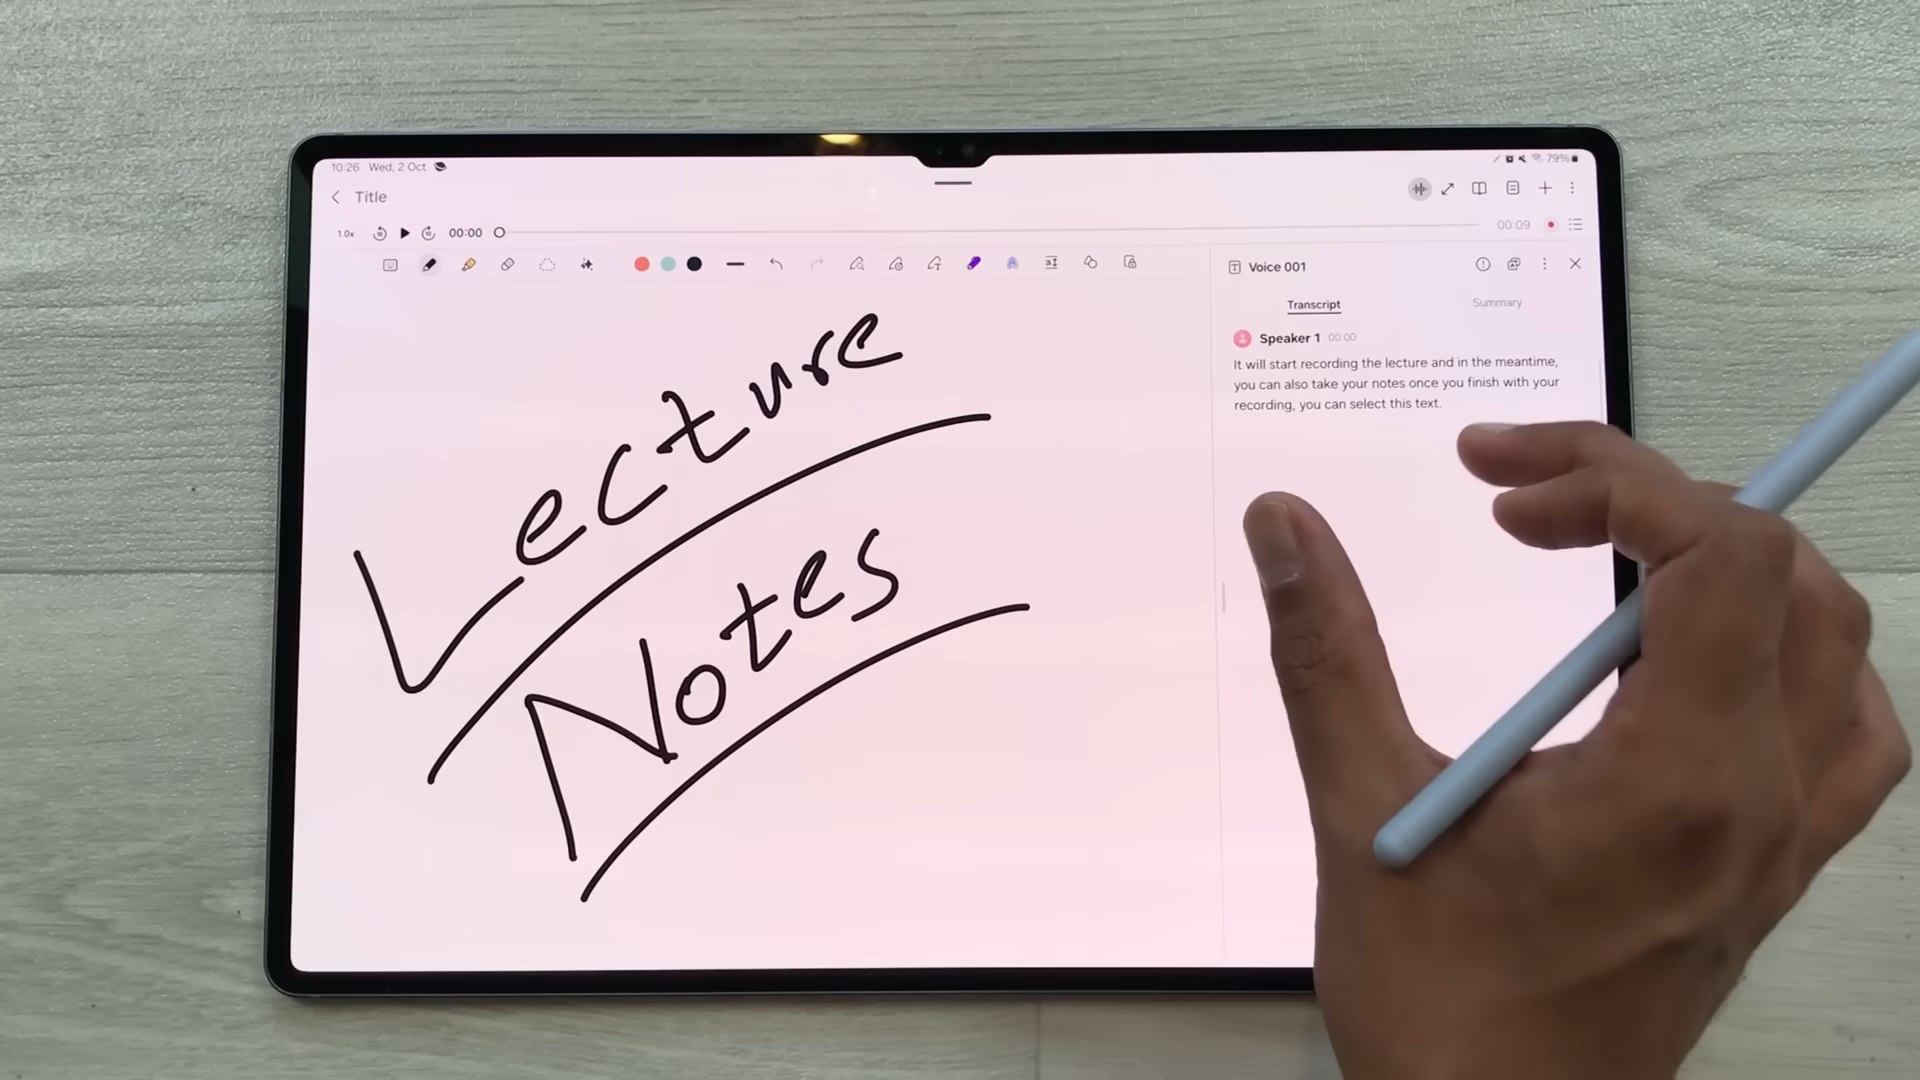 10:26 Wed, 2 Oct
79%
Title
1.0x
00:00
00:09
Voice 001
Transcript
Summary
Speaker 1 00:00
It will start recording the lecture and in the meantime,
you can also take your notes once you finish with your
recording, you can select this text.
Lecture
Notes